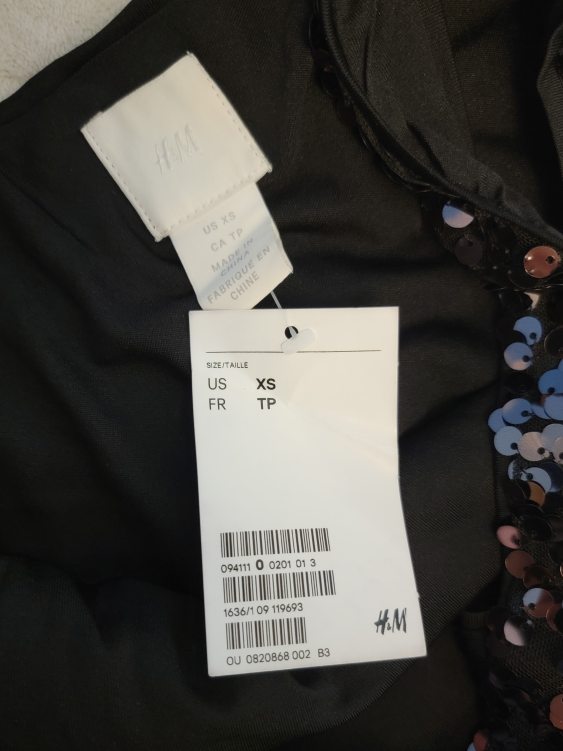 H&M
US XS
CA TP
MADE IN
CHINA
FABRIQUÉ EN
CHINE
SIZE/TAILLE
US XS
FR TP
094111 0 0201 01 3
1636/1 09 119693
H&M
OU 0820868 002 B3